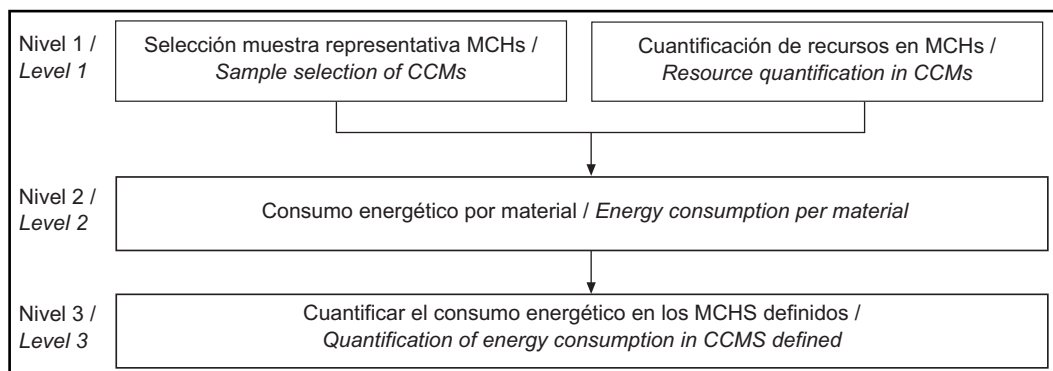 Nivel 1 /
Level 1
Selección muestra representativa MCHs /
Sample selection of CCMs
Cuantificación de recursos en MCHs /
Resource quantification in CCMs
Nivel 2 /
Level 2
Consumo energético por material / Energy consumption per material
Nivel 3 /
Level 3
Cuantificar el consumo energético en los MCHS definidos /
Quantification of energy consumption in CCMS defined